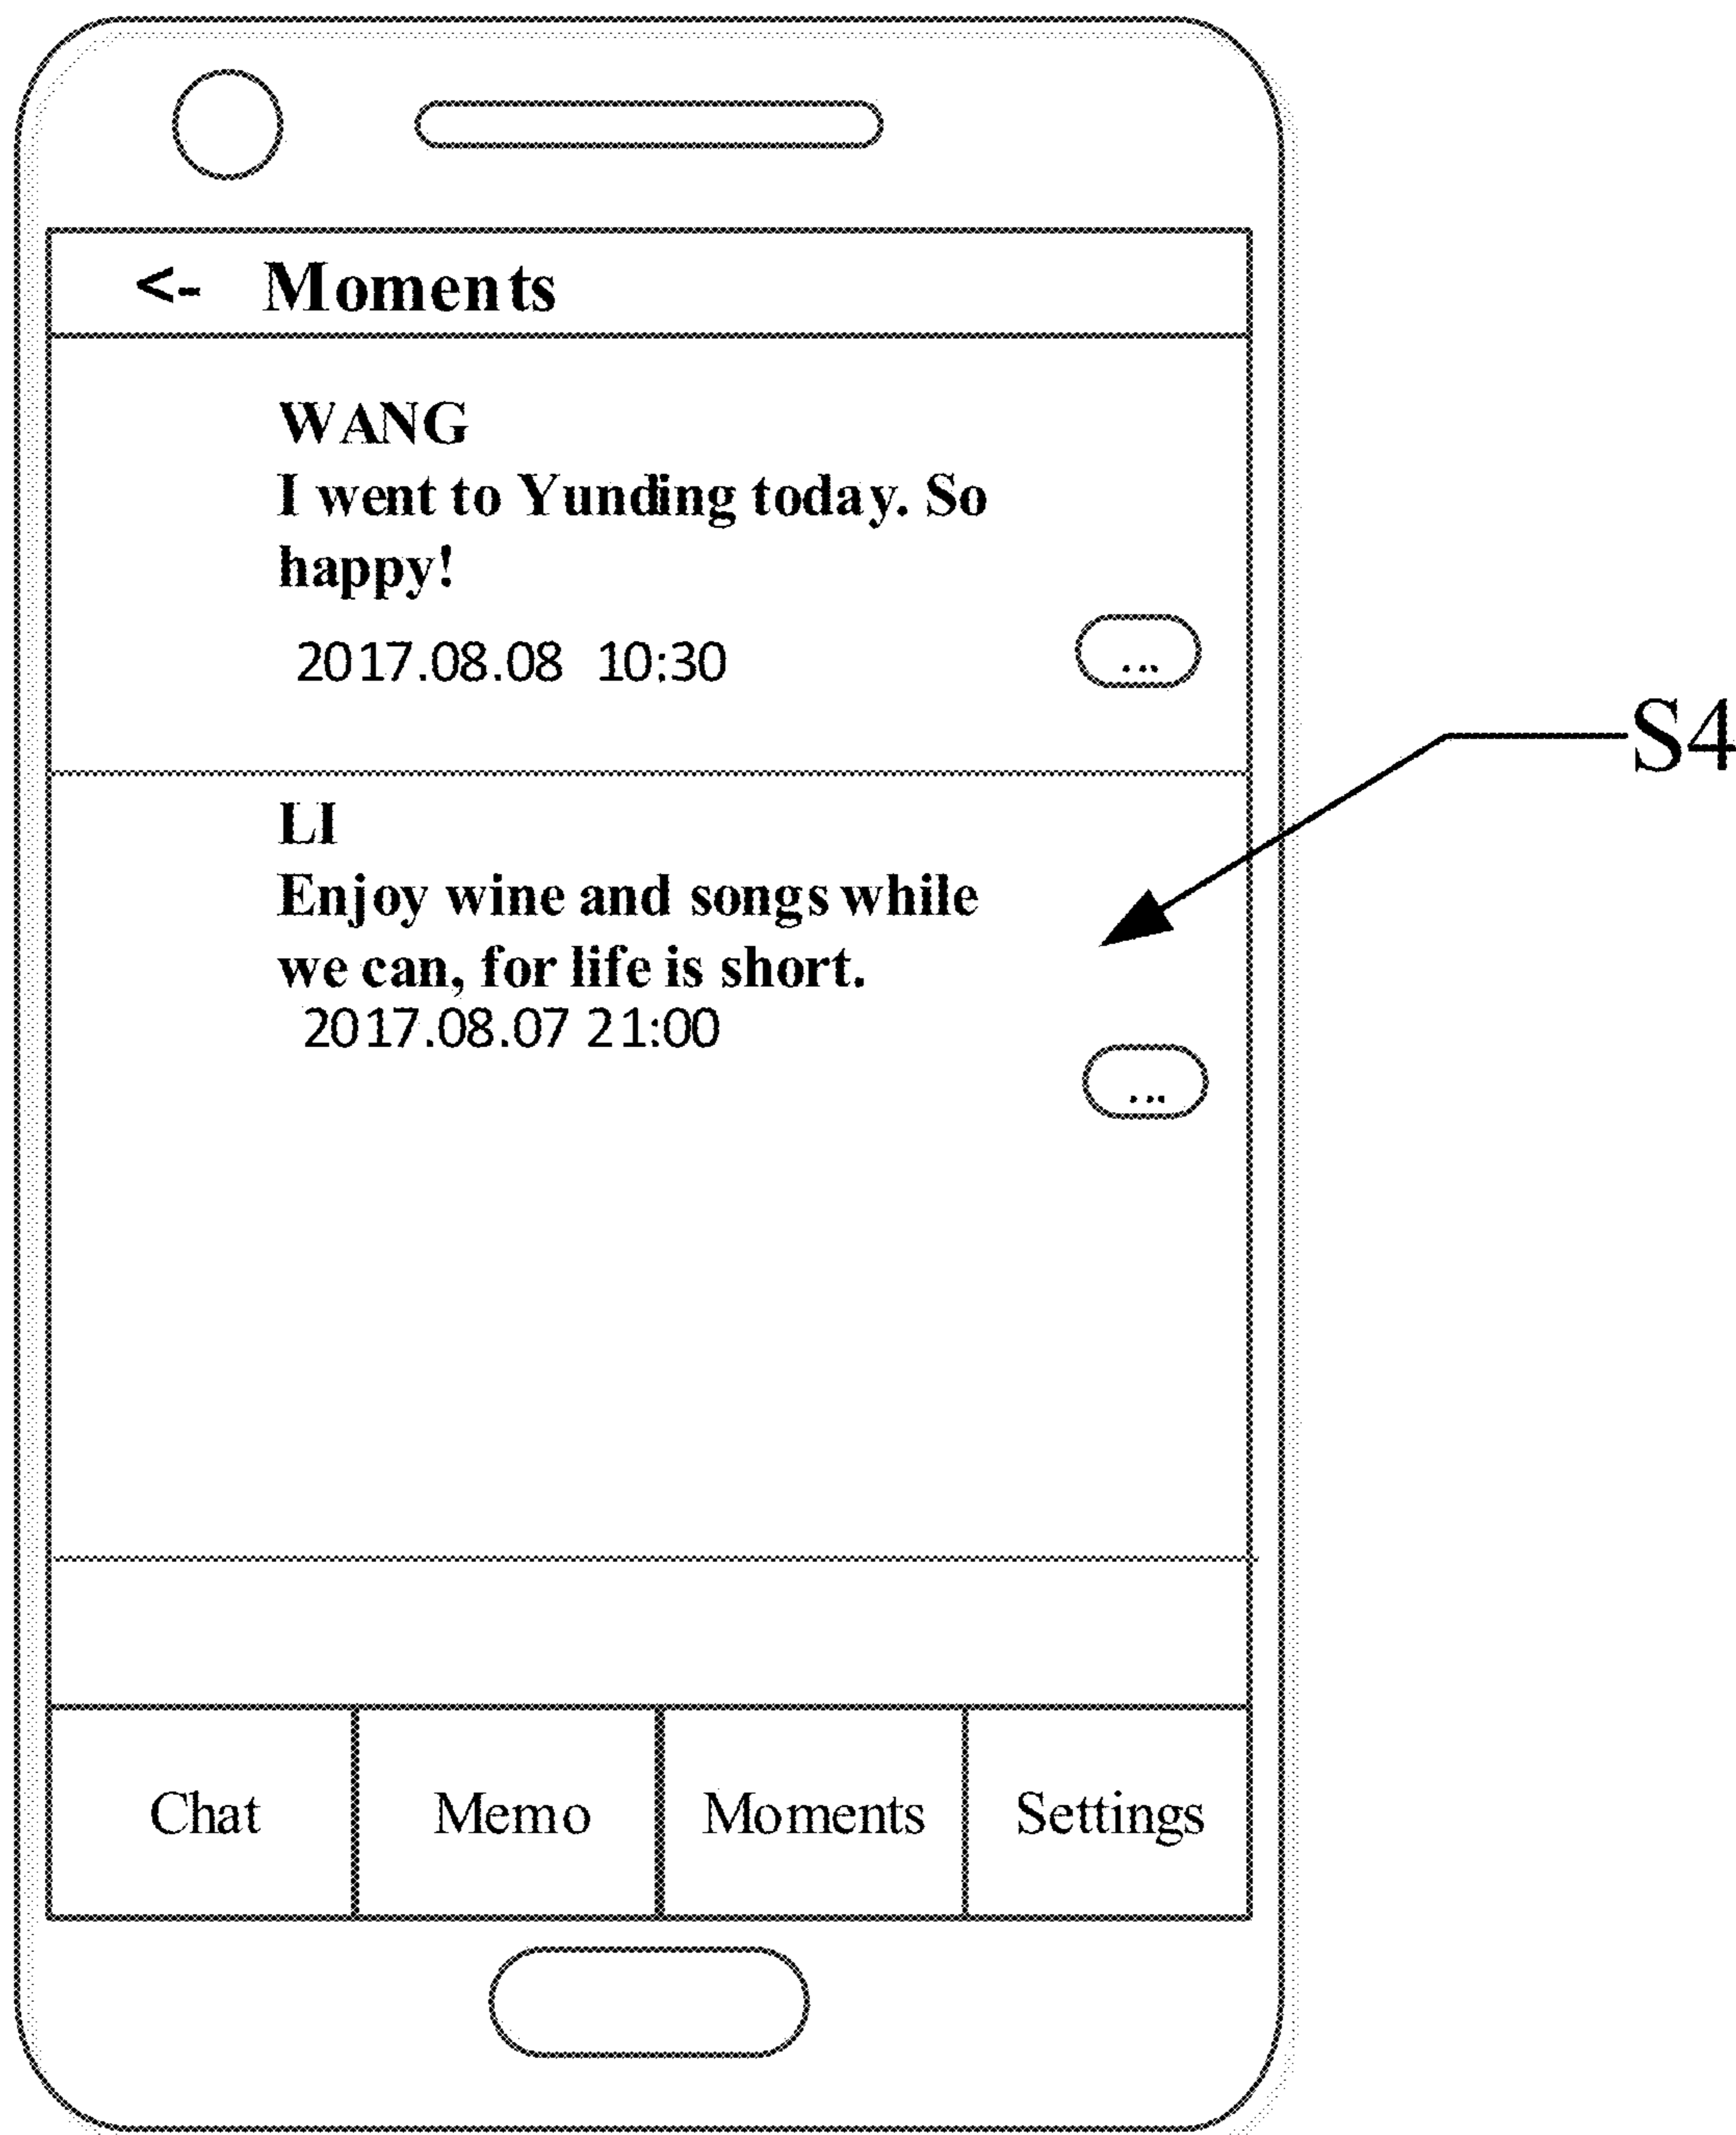 <- Moments
WANG
I went to Yunding today. So
happy!
2017.08.08 10:30
...
S4
LI
Enjoy wine and songs while
we can, for life is short.
2017.08.07 21:00
...
Chat Memo Moments Settings